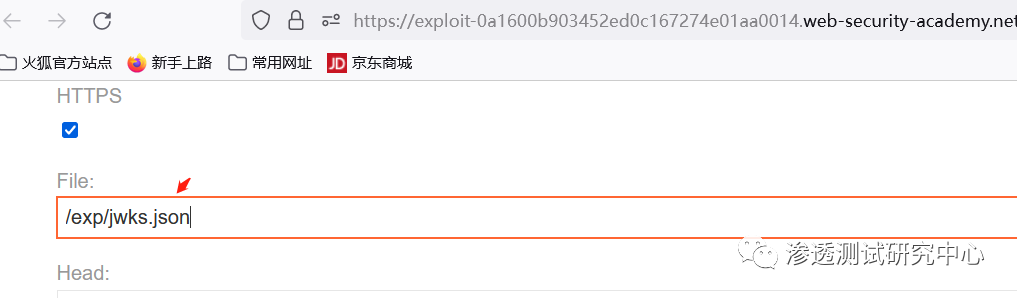 https://exploit-0a1600b903452ed0c167274e01aa0014.web-security-academy.net
火狐官方站点 新手上路 常用网址 JD 京东商城
HTTPS
File:
/exp/jwks.json
渗透测试研究中心
Head: